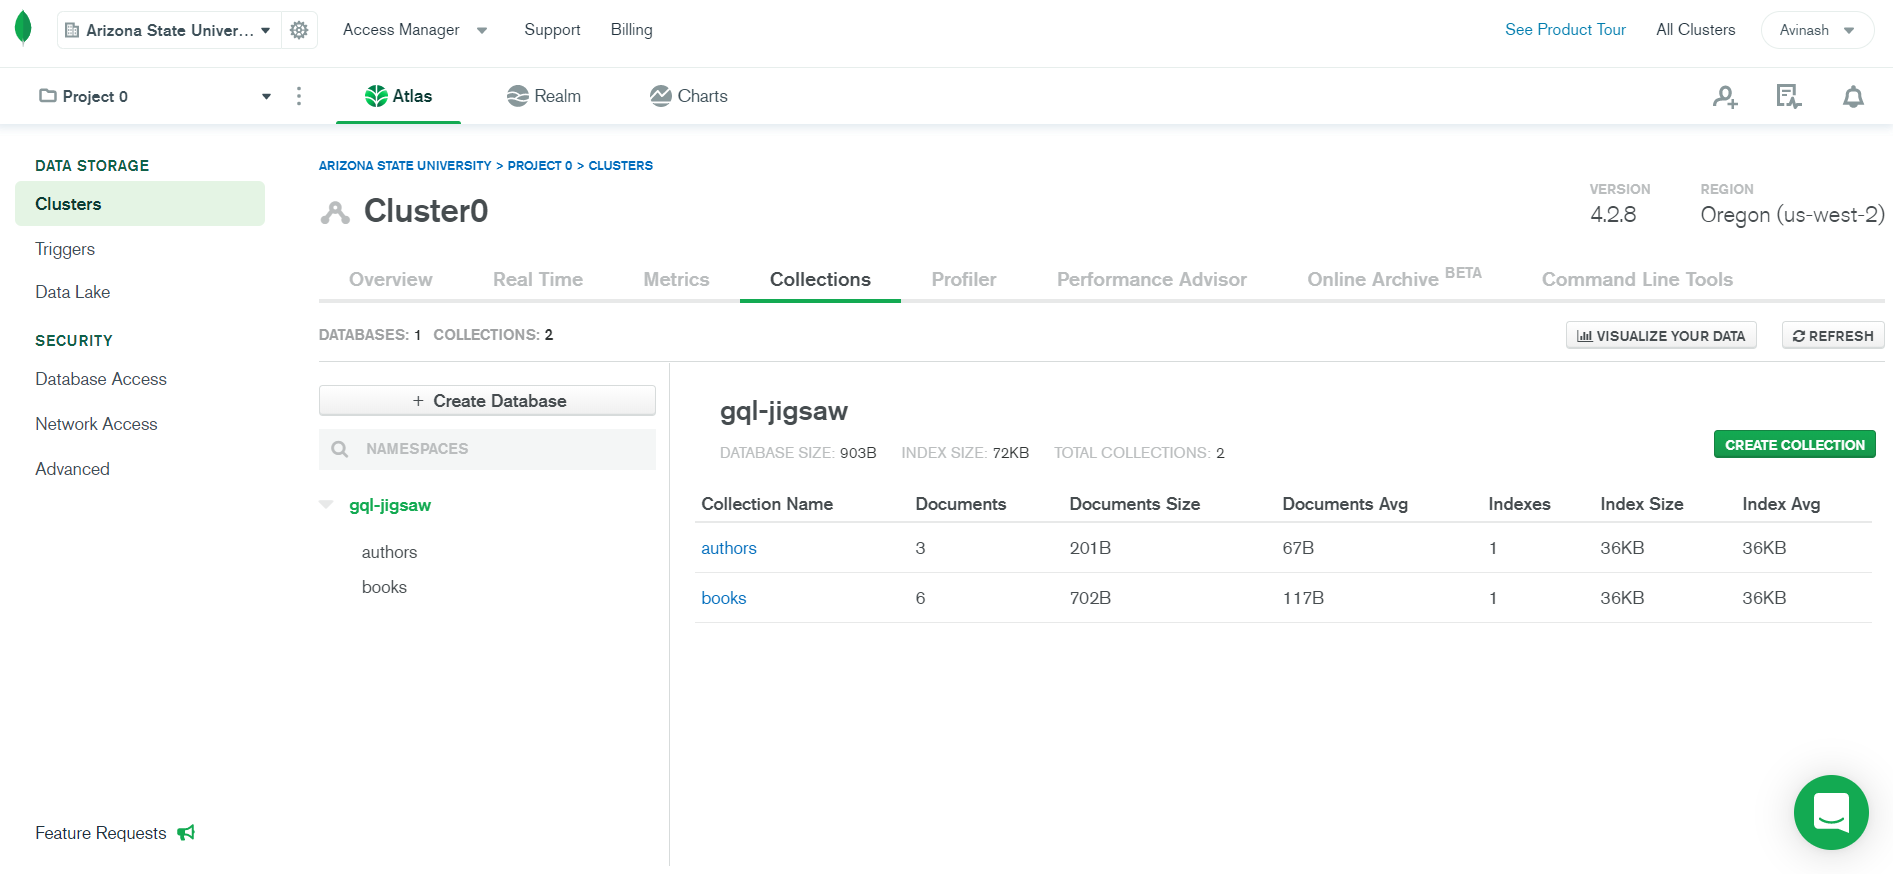 Arizona State Univer... Access Manager Support Billing See Product Tour All Clusters Avinash
Project 0 Atlas Realm Charts
DATA STORAGE
Clusters
Triggers
Data Lake
SECURITY
Database Access
Network Access
Advanced
Feature Requests
ARIZONA STATE UNIVERSITY > PROJECT 0 > CLUSTERS
Cluster0
VERSION
4.2.8
REGION
Oregon (us-west-2)
Overview Real Time Metrics Collections Profiler Performance Advisor Online Archive BETA Command Line Tools
DATABASES: 1 COLLECTIONS: 2 VISUALIZE YOUR DATA REFRESH
+ Create Database
NAMESPACES
gql-jigsaw
authors
books
gql-jigsaw
DATABASE SIZE: 903B INDEX SIZE: 72KB TOTAL COLLECTIONS: 2
CREATE COLLECTION
Collection Name Documents Documents Size Documents Avg Indexes Index Size Index Avg
authors 3 201B 67B 1 36KB 36KB
books 6 702B 117B 1 36KB 36KB